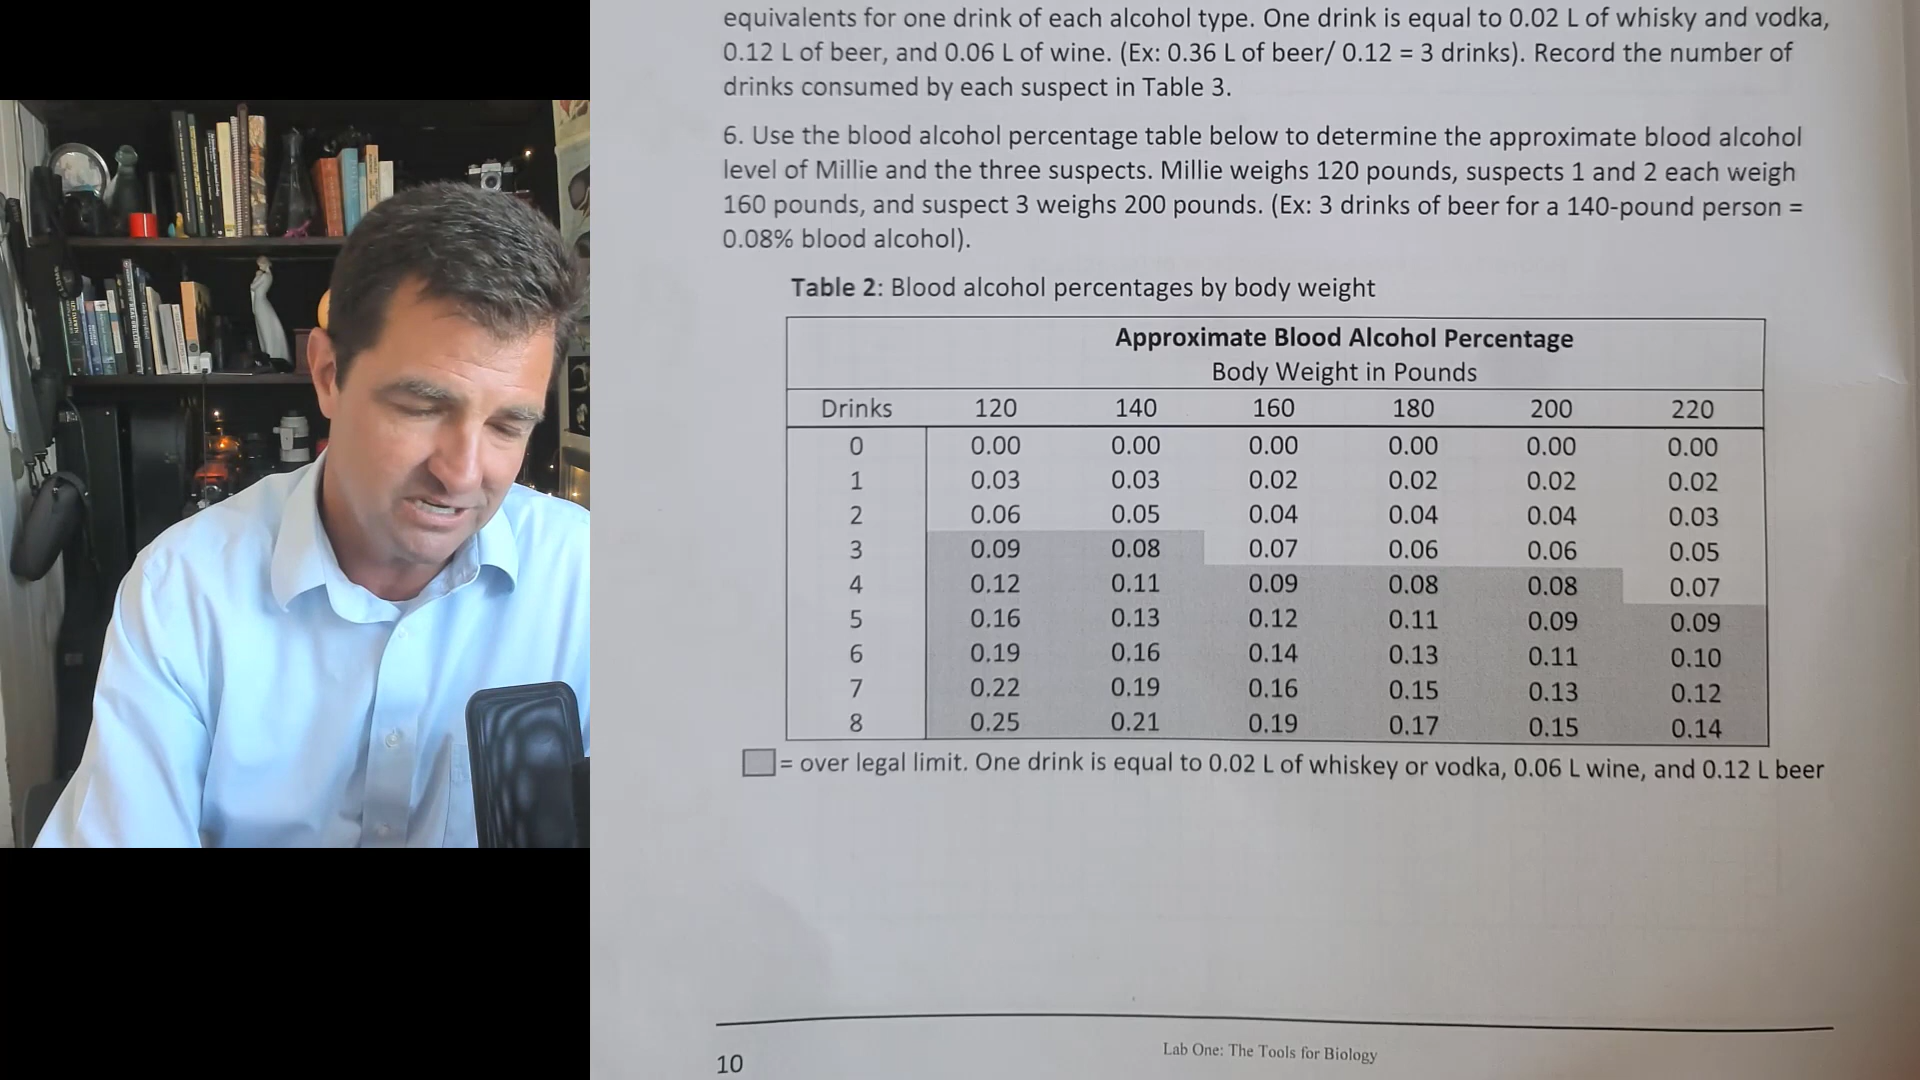 equivalents for one drink of each alcohol type. One drink is equal to 0.02 L of whisky and vodka,
0.12 L of beer, and 0.06 L of wine. (Ex: 0.36 L of beer/ 0.12 = 3 drinks). Record the number of
drinks consumed by each suspect in Table 3.
6. Use the blood alcohol percentage table below to determine the approximate blood alcohol
level of Millie and the three suspects. Millie weighs 120 pounds, suspects 1 and 2 each weigh
160 pounds, and suspect 3 weighs 200 pounds. (Ex: 3 drinks of beer for a 140-pound person =
0.08% blood alcohol).
Table 2: Blood alcohol percentages by body weight
Approximate Blood Alcohol Percentage
Body Weight in Pounds
Drinks 120 140 160 180 200 220
0 0.00 0.00 0.00 0.00 0.00 0.00
1 0.03 0.03 0.02 0.02 0.02 0.02
2 0.06 0.05 0.04 0.04 0.04 0.03
3 0.09 0.08 0.07 0.06 0.06 0.05
4 0.12 0.11 0.09 0.08 0.08 0.07
5 0.16 0.13 0.12 0.11 0.09 0.09
6 0.19 0.16 0.14 0.13 0.11 0.10
7 0.22 0.19 0.16 0.15 0.13 0.12
8 0.25 0.21 0.19 0.17 0.15 0.14
= over legal limit. One drink is equal to 0.02 L of whiskey or vodka, 0.06 L wine, and 0.12 L beer
10
Lab One: The Tools for Biology